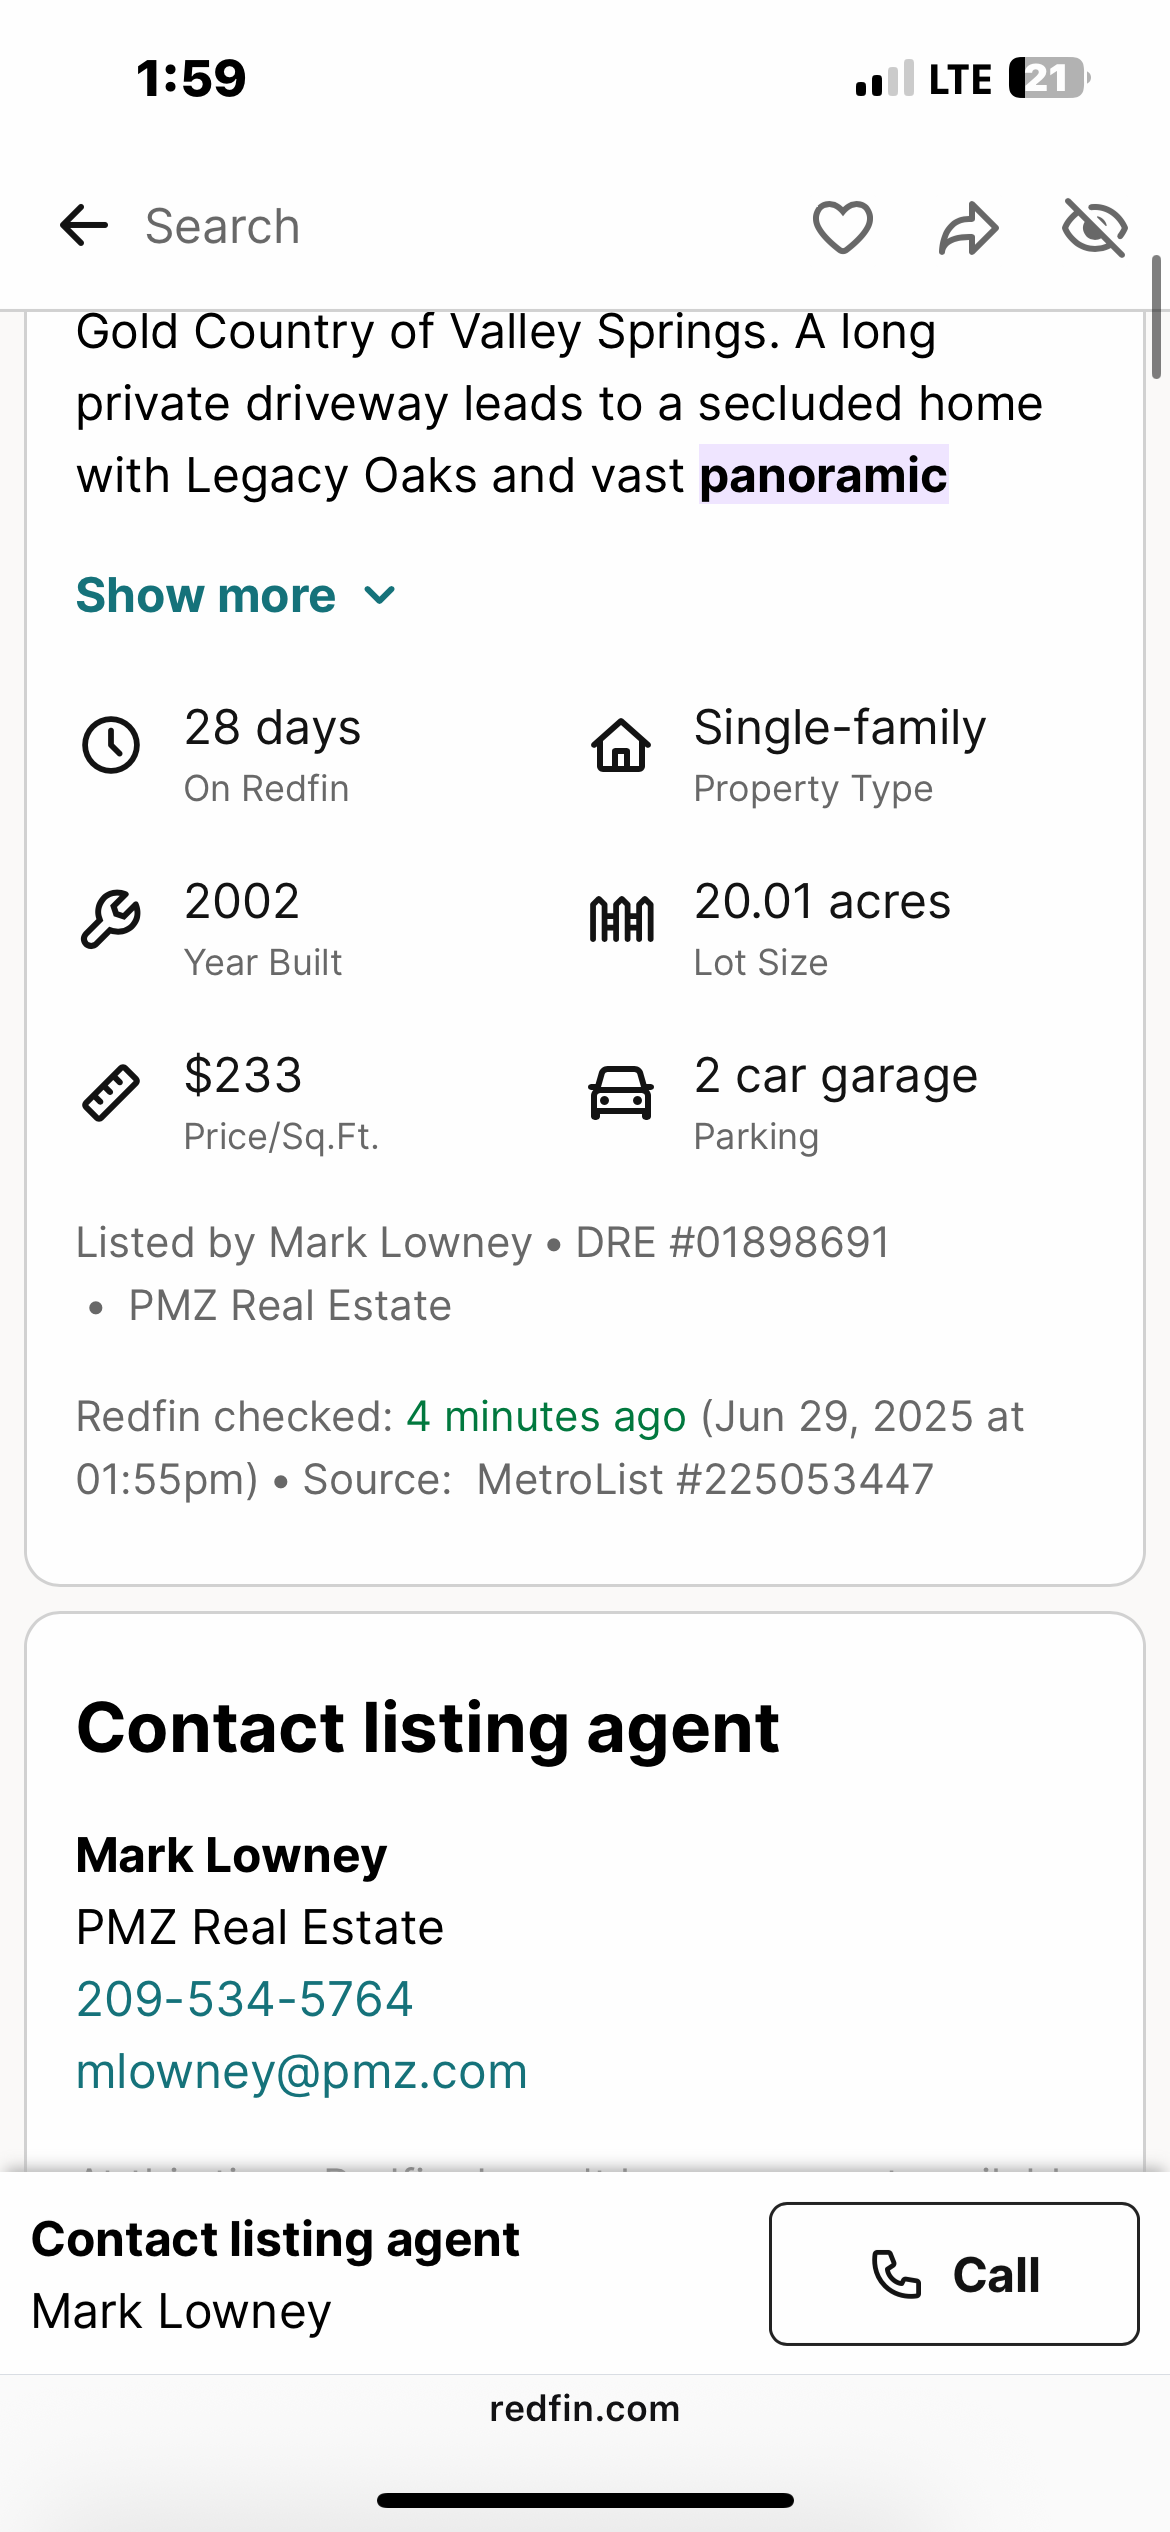 1:59
LTE 21
Search
Gold Country of Valley Springs. A long
private driveway leads to a secluded home
with Legacy Oaks and vast panoramic
Show more
28 days
On Redfin
Single-family
Property Type
2002
Year Built
20.01 acres
Lot Size
$233
Price/Sq.Ft.
2 car garage
Parking
Listed by Mark Lowney • DRE #01898691
• PMZ Real Estate
Redfin checked: 4 minutes ago (Jun 29, 2025 at
01:55pm) • Source: MetroList #225053447
Contact listing agent
Mark Lowney
PMZ Real Estate
209-534-5764
mlowney@pmz.com
Contact listing agent
Mark Lowney
Call
redfin.com